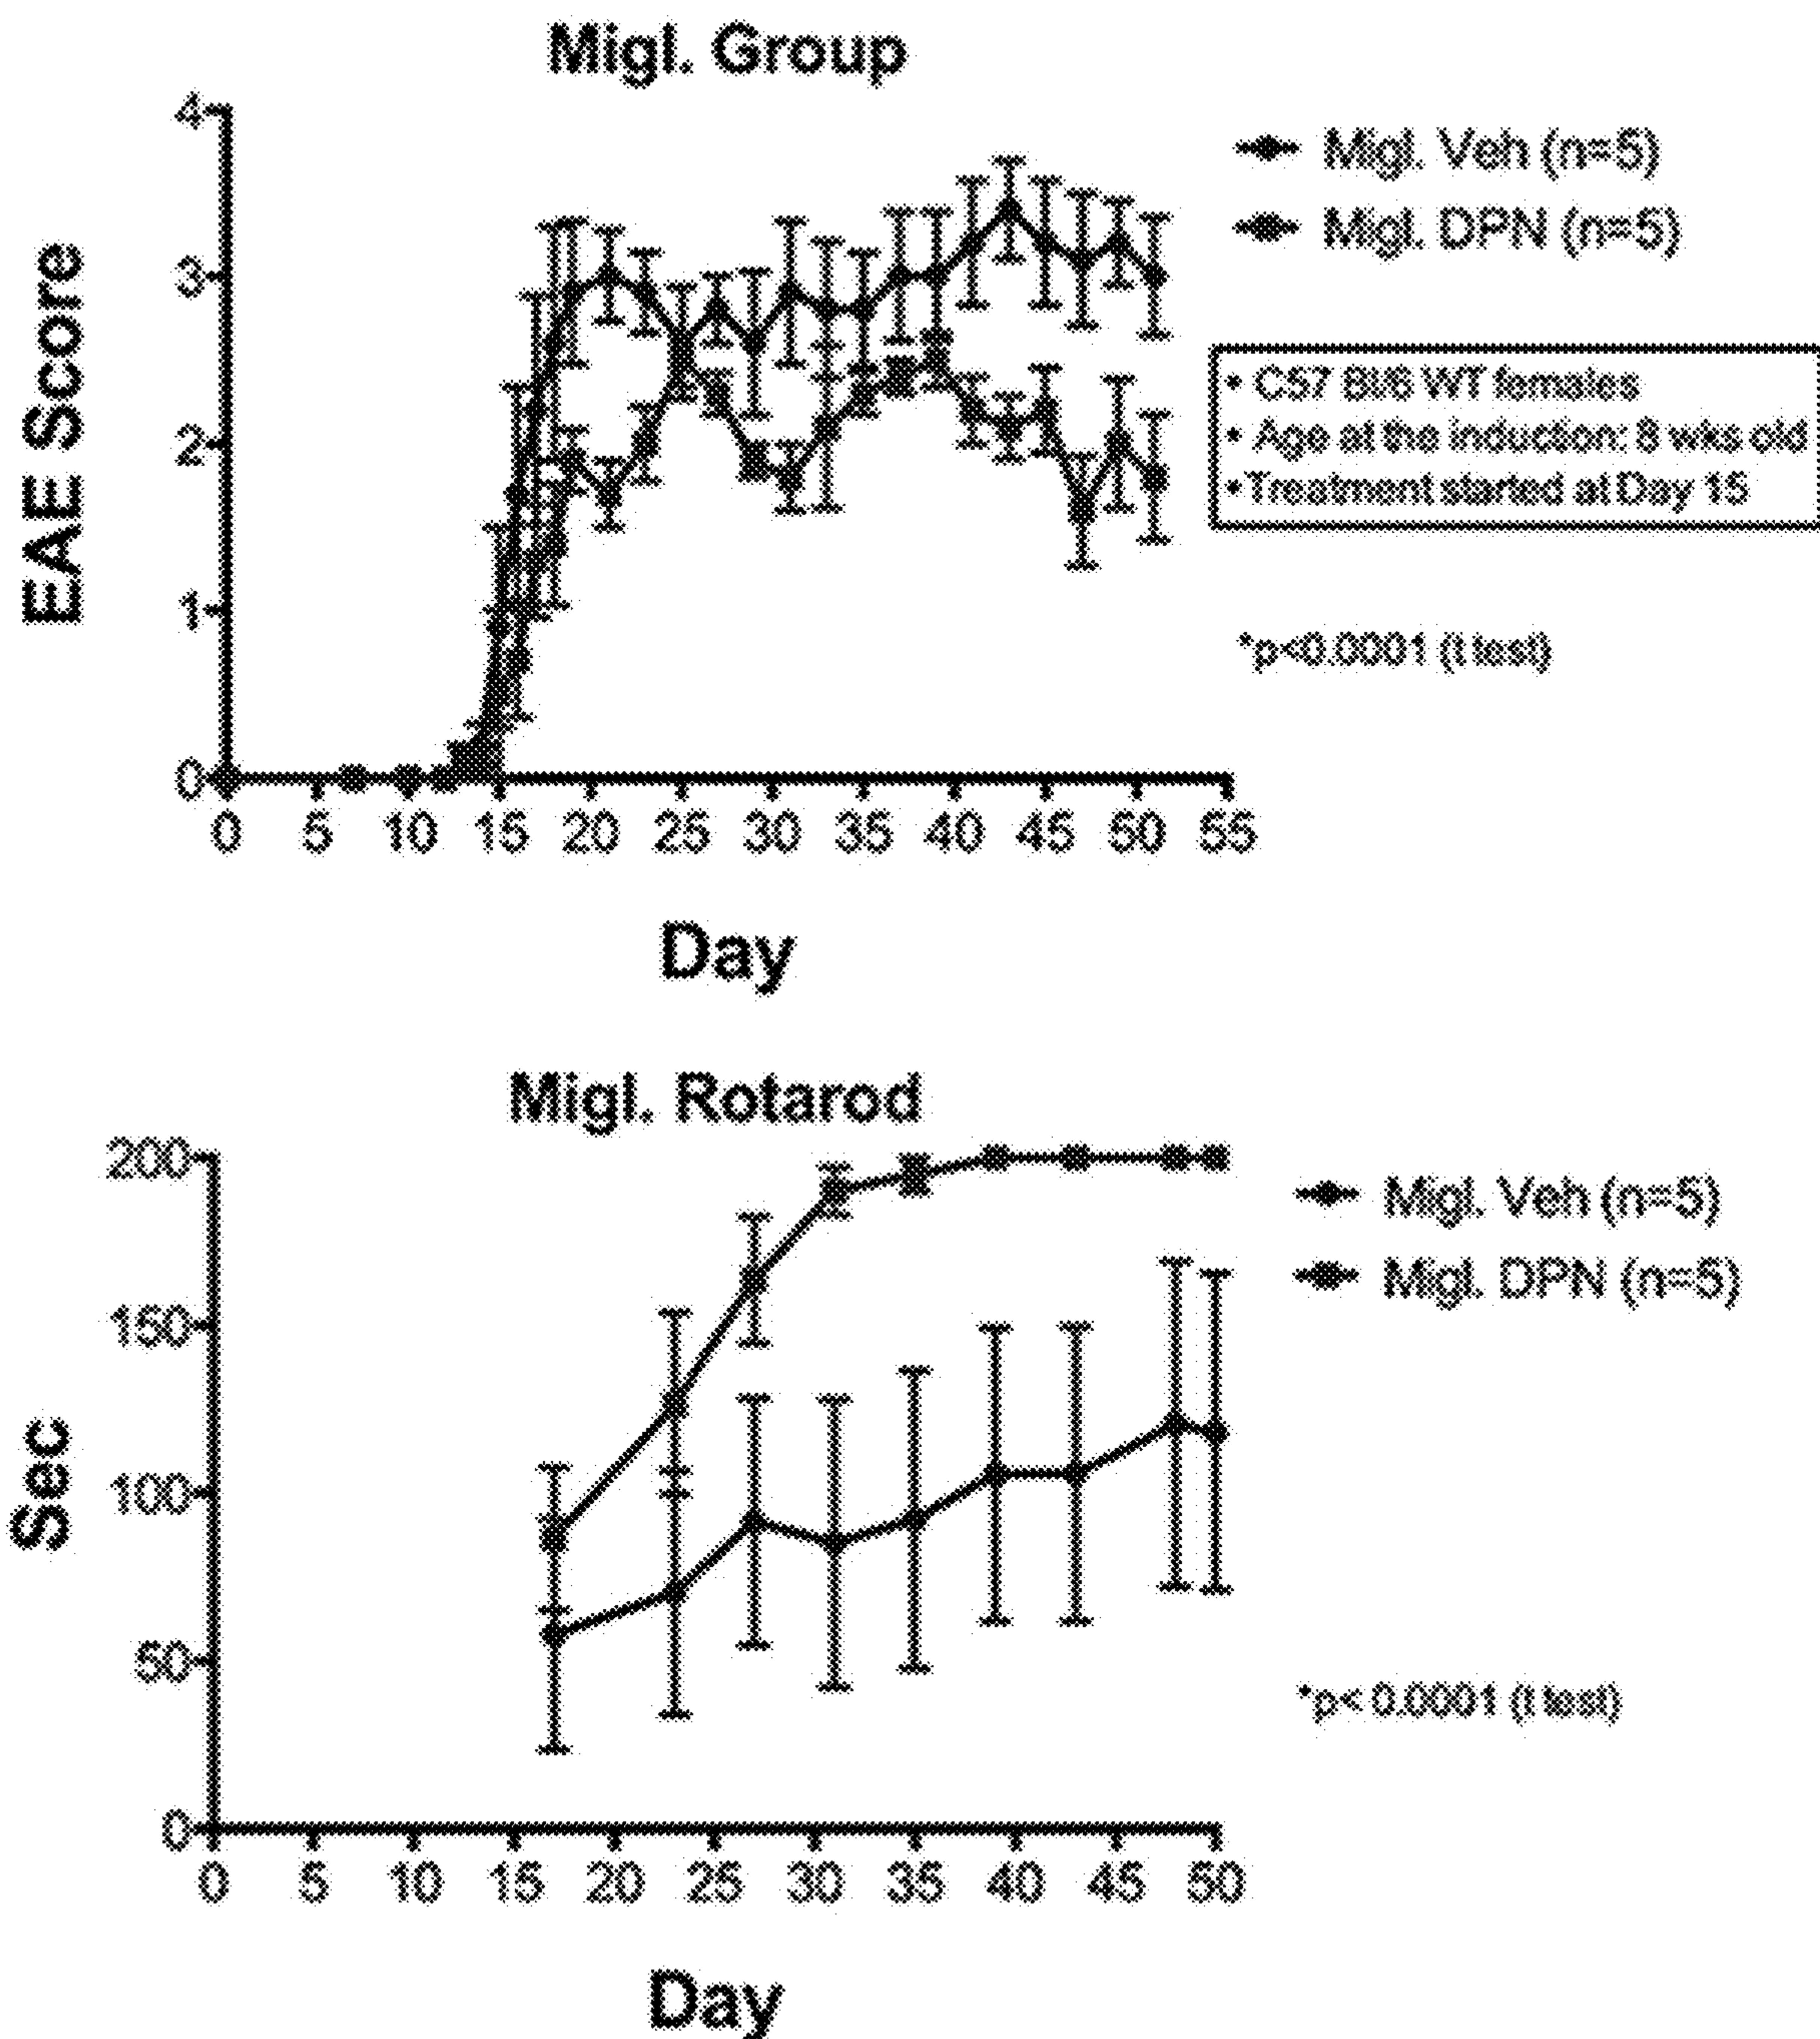 Migl. Group
4
3
2
1
0
EAE Score
0 5 10 15 20 25 30 35 40 45 50 55
Day
Migl. Veh (n=5)
Migl. DPN (n=5)
• C57 Bl/6 WT females
• Age at the induction: 8 wks old
•Treatment started at Day 15
*p<0.0001 (t test)
Migl. Rotarod
200
150
100
50
0
Sec
0 5 10 15 20 25 30 35 40 45 50
Day
Migl. Veh (n=5)
Migl. DPN (n=5)
*p< 0.0001 (t test)